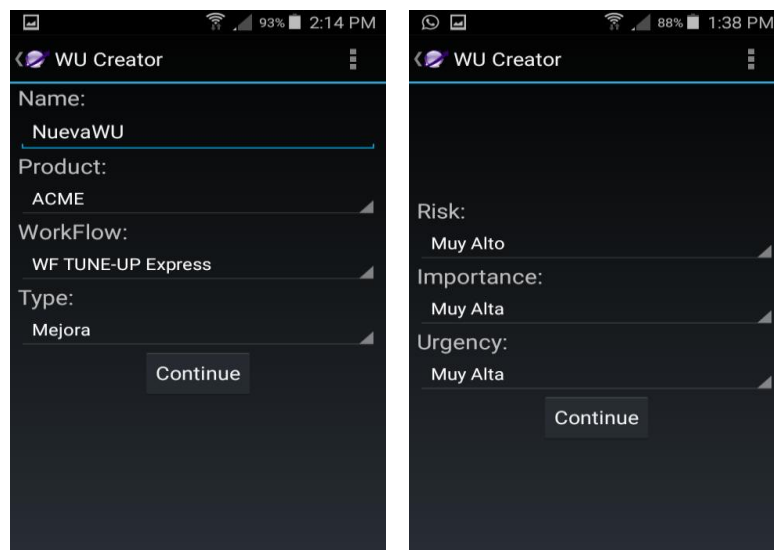 93% 2:14 PM
WU Creator
Name:
NuevaWU
Product:
ACME
WorkFlow:
WF TUNE-UP Express
Type:
Mejora
Continue
88% 1:38 PM
WU Creator
Risk:
Muy Alto
Importance:
Muy Alta
Urgency:
Muy Alta
Continue